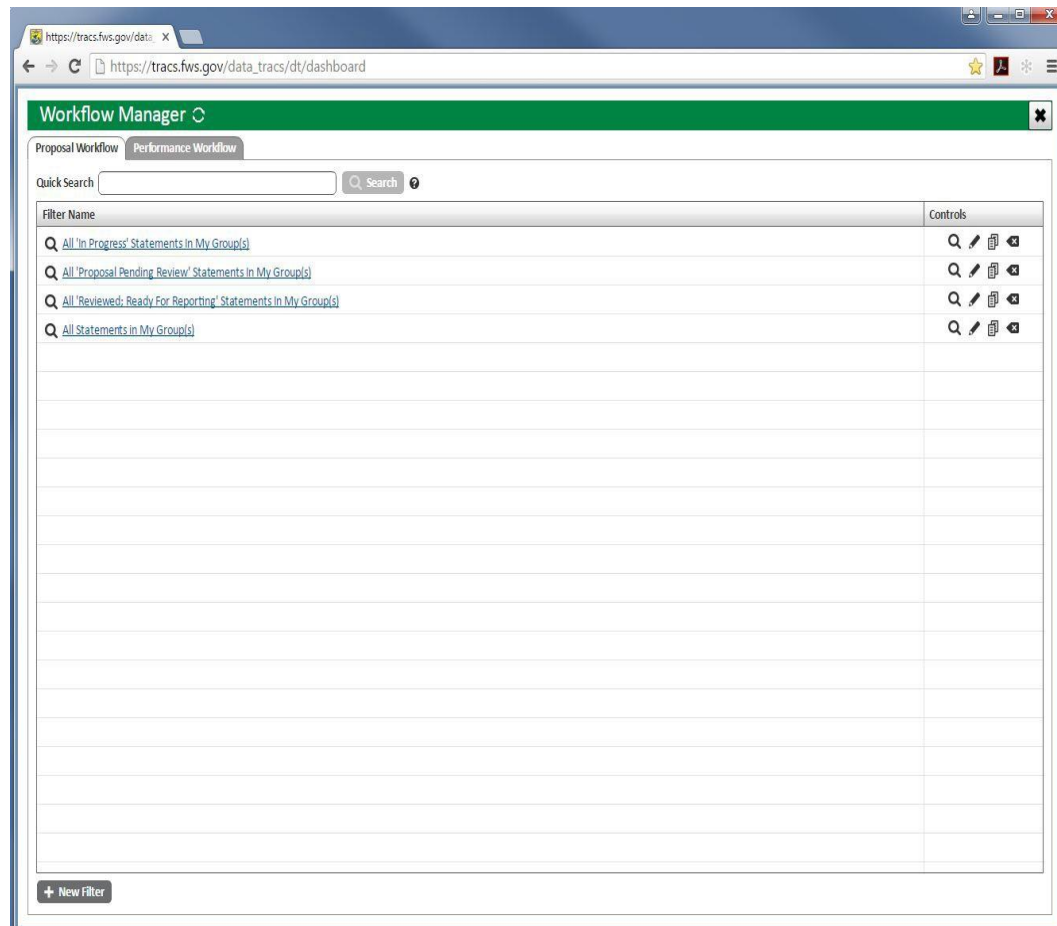 https://tracs.fws.gov/data_
https://tracs.fws.gov/data_tracs/dt/dashboard
Workflow Manager
Proposal Workflow Performance Workflow
Quick Search Search
Filter Name Controls
All 'In Progress' Statements In My Group(s)
All 'Proposal Pending Review' Statements In My Group(s)
All 'Reviewed; Ready For Reporting' Statements In My Group(s)
All Statements in My Group(s)
+ New Filter